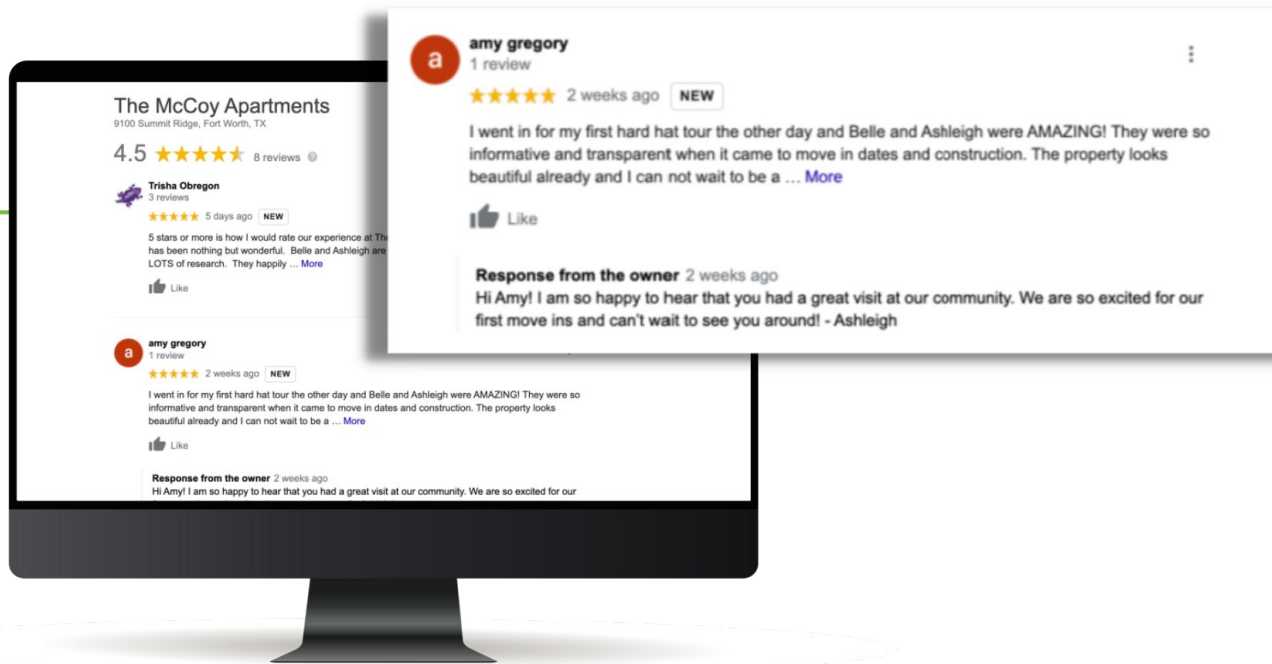 The McCoy Apartments
9100 Summit Ridge, Fort Worth, TX
4.5 8 reviews
Trisha Obregon
3 reviews
5 days ago NEW
5 stars or more is how I would rate our experience at
has been nothing but wonderful. Belle and Ashleigh are
LOTS of research. They happily ... More
Like
a
amy gregory
1 review
2 weeks ago NEW
I went in for my first hard hat tour the other day and Belle and Ashleigh were AMAZING! They were so
informative and transparent when it came to move in dates and construction. The property looks
beautiful already and I can not wait to be a ... More
Like
Response from the owner 2 weeks ago
Hi Amy! I am so happy to hear that you had a great visit at our community. We are so excited for our
a
amy gregory
1 review
2 weeks ago NEW
I went in for my first hard hat tour the other day and Belle and Ashleigh were AMAZING! They were so
informative and transparent when it came to move in dates and construction. The property looks
beautiful already and I can not wait to be a ... More
Like
Response from the owner 2 weeks ago
Hi Amy! I am so happy to hear that you had a great visit at our community. We are so excited for our
first move ins and can't wait to see you around! - Ashleigh